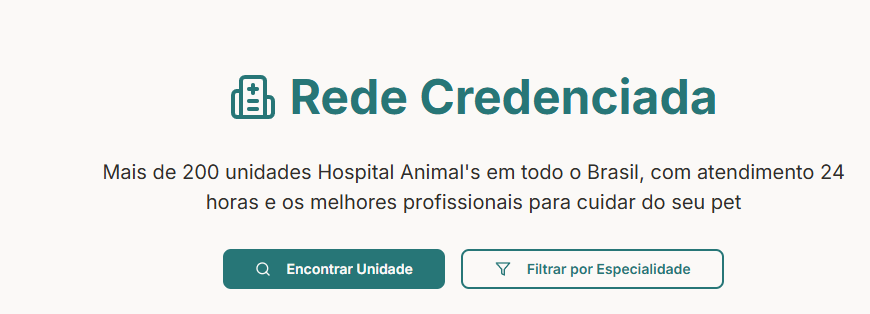 Rede Credenciada
Mais de 200 unidades Hospital Animal's em todo o Brasil, com atendimento 24
horas e os melhores profissionais para cuidar do seu pet
Encontrar Unidade
Filtrar por Especialidade